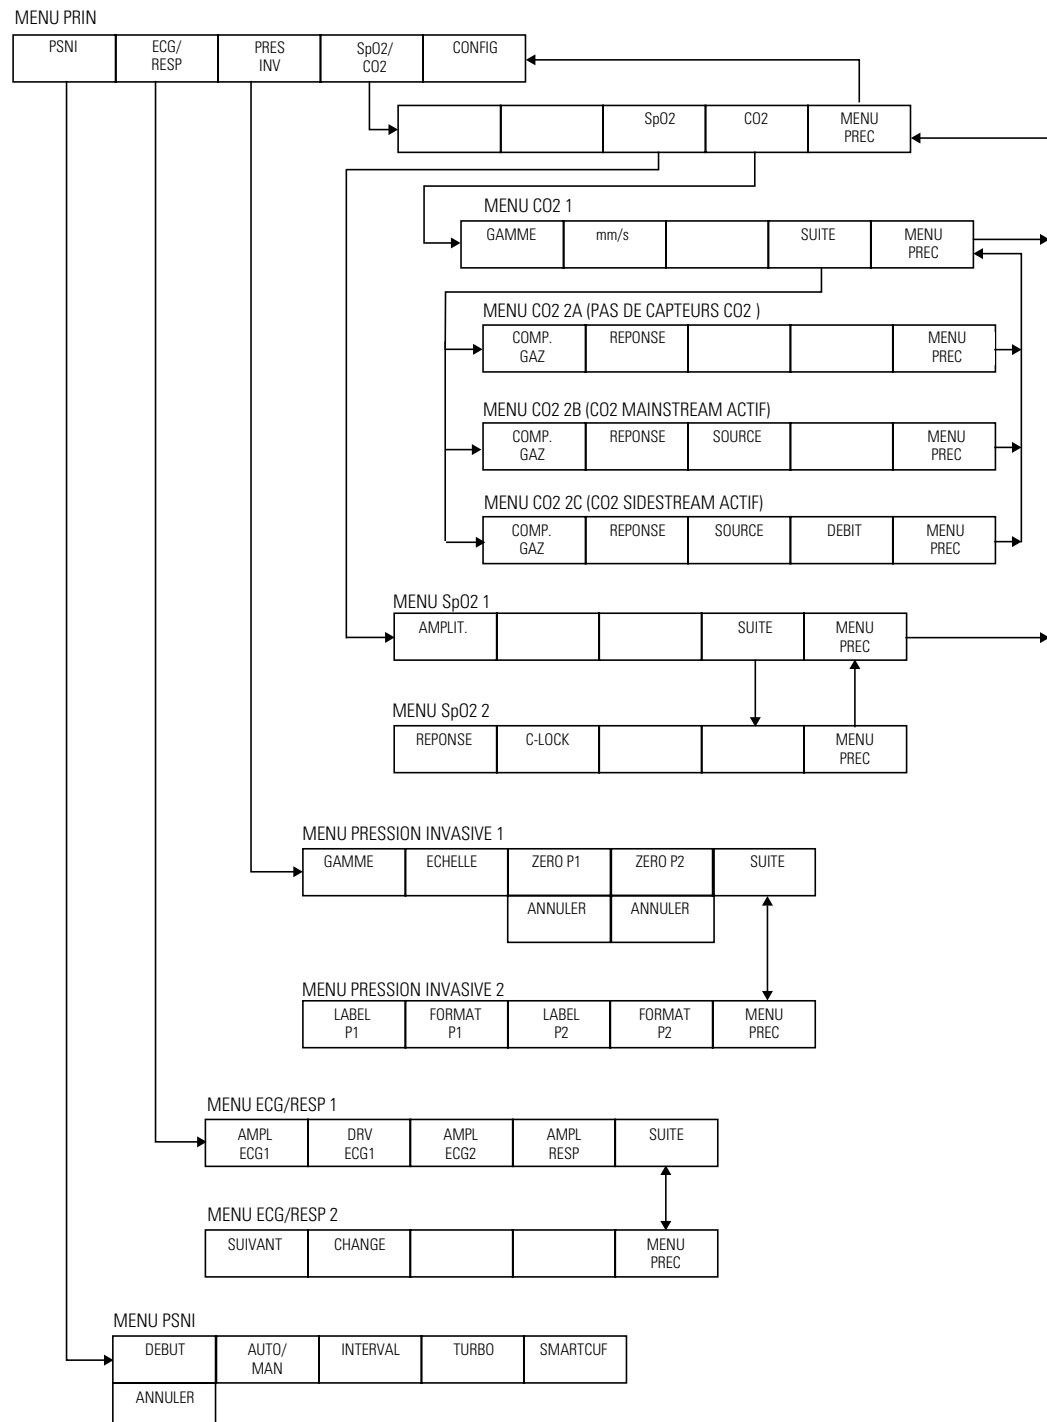 MENU PRIN
PSNI
ECG/
RESP
PRES
INV
SpO2/
CO2
CONFIG
SpO2
CO2
MENU
PREC
MENU CO2 1
GAMME
mm/s
SUITE
MENU
PREC
MENU CO2 2A (PAS DE CAPTEURS CO2 )
COMP.
GAZ
REPONSE
MENU
PREC
MENU CO2 2B (CO2 MAINSTREAM ACTIF)
COMP.
GAZ
REPONSE
SOURCE
MENU
PREC
MENU CO2 2C (CO2 SIDESTREAM ACTIF)
COMP.
GAZ
REPONSE
SOURCE
DEBIT
MENU
PREC
MENU SpO2 1
AMPLIT.
SUITE
MENU
PREC
MENU SpO2 2
REPONSE
C-LOCK
MENU
PREC
MENU PRESSION INVASIVE 1
GAMME
ECHELLE
ZERO P1
ZERO P2
SUITE
ANNULER
ANNULER
MENU PRESSION INVASIVE 2
LABEL
P1
FORMAT
P1
LABEL
P2
FORMAT
P2
MENU
PREC
MENU ECG/RESP 1
AMPL
ECG1
DRV
ECG1
AMPL
ECG2
AMPL
RESP
SUITE
MENU ECG/RESP 2
SUIVANT
CHANGE
MENU
PREC
MENU PSNI
DEBUT
AUTO/
MAN
INTERVAL
TURBO
SMARTCUF
ANNULER